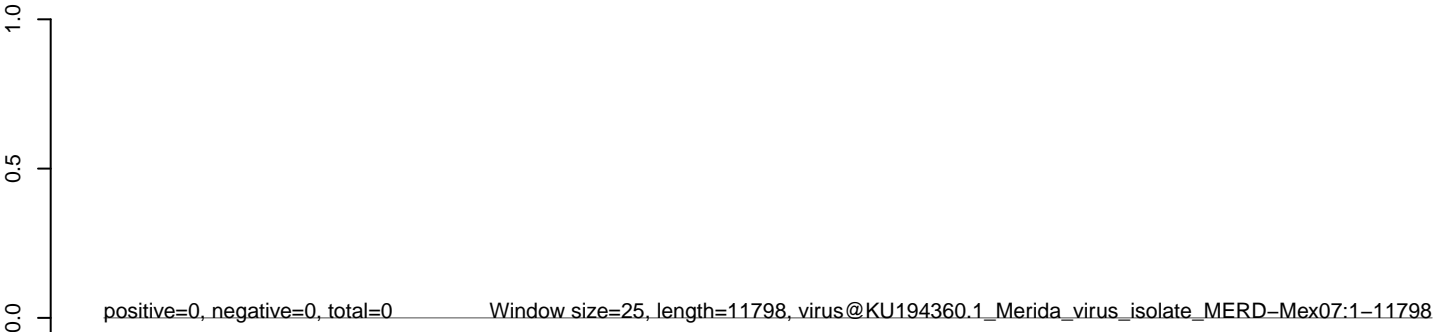 1.0
0.5
0.0
positive=0, negative=0, total=0 Window size=25, length=11798, virus@KU194360.1_Merida_virus_isolate_MERD−Mex07:1−11798